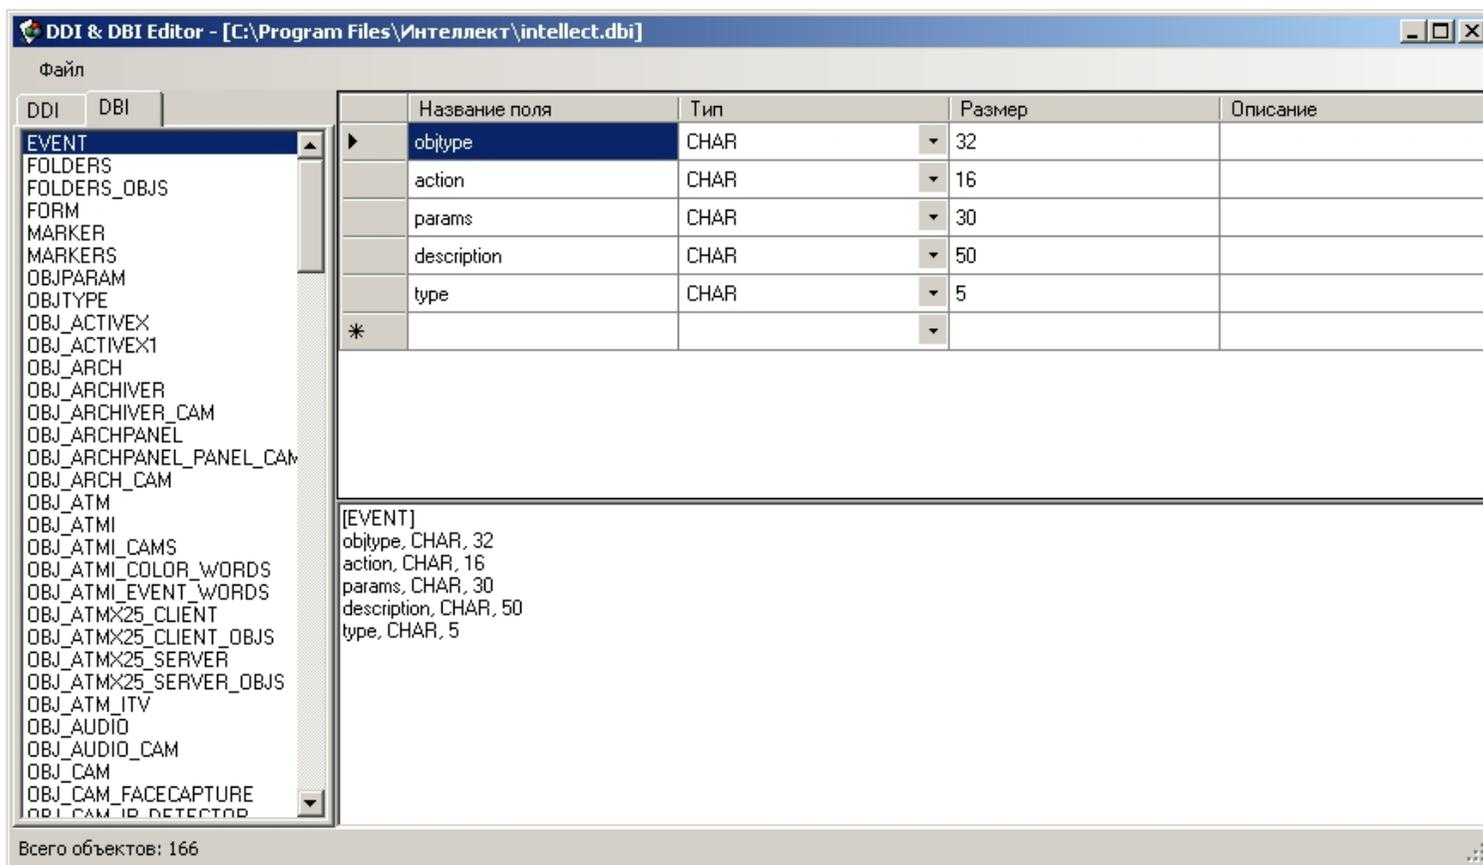 DDI & DBI Editor - [C:\Program Files\Интеллект\intellect.dbi]
Файл
DDI DBI
EVENT
FOLDERS
FOLDERS_OBJS
FORM
MARKER
MARKERS
OBJPARAM
OBJTYPE
OBJ_ACTIVEX
OBJ_ACTIVEX1
OBJ_ARCH
OBJ_ARCHIVER
OBJ_ARCHIVER_CAM
OBJ_ARCHPANEL
OBJ_ARCHPANEL_PANEL_CAM
OBJ_ARCH_CAM
OBJ_ATM
OBJ_ATMI
OBJ_ATMI_CAMS
OBJ_ATMI_COLOR_WORDS
OBJ_ATMI_EVENT_WORDS
OBJ_ATMX25_CLIENT
OBJ_ATMX25_CLIENT_OBJS
OBJ_ATMX25_SERVER
OBJ_ATMX25_SERVER_OBJS
OBJ_ATM_ITV
OBJ_AUDIO
OBJ_AUDIO_CAM
OBJ_CAM
OBJ_CAM_FACECAPTURE
OBJ_CAM_IR_DETECTOR
Название поля Тип Размер Описание
objtype CHAR 32
action CHAR 16
params CHAR 30
description CHAR 50
type CHAR 5
[EVENT]
objtype, CHAR, 32
action, CHAR, 16
params, CHAR, 30
description, CHAR, 50
type, CHAR, 5
Всего объектов: 166